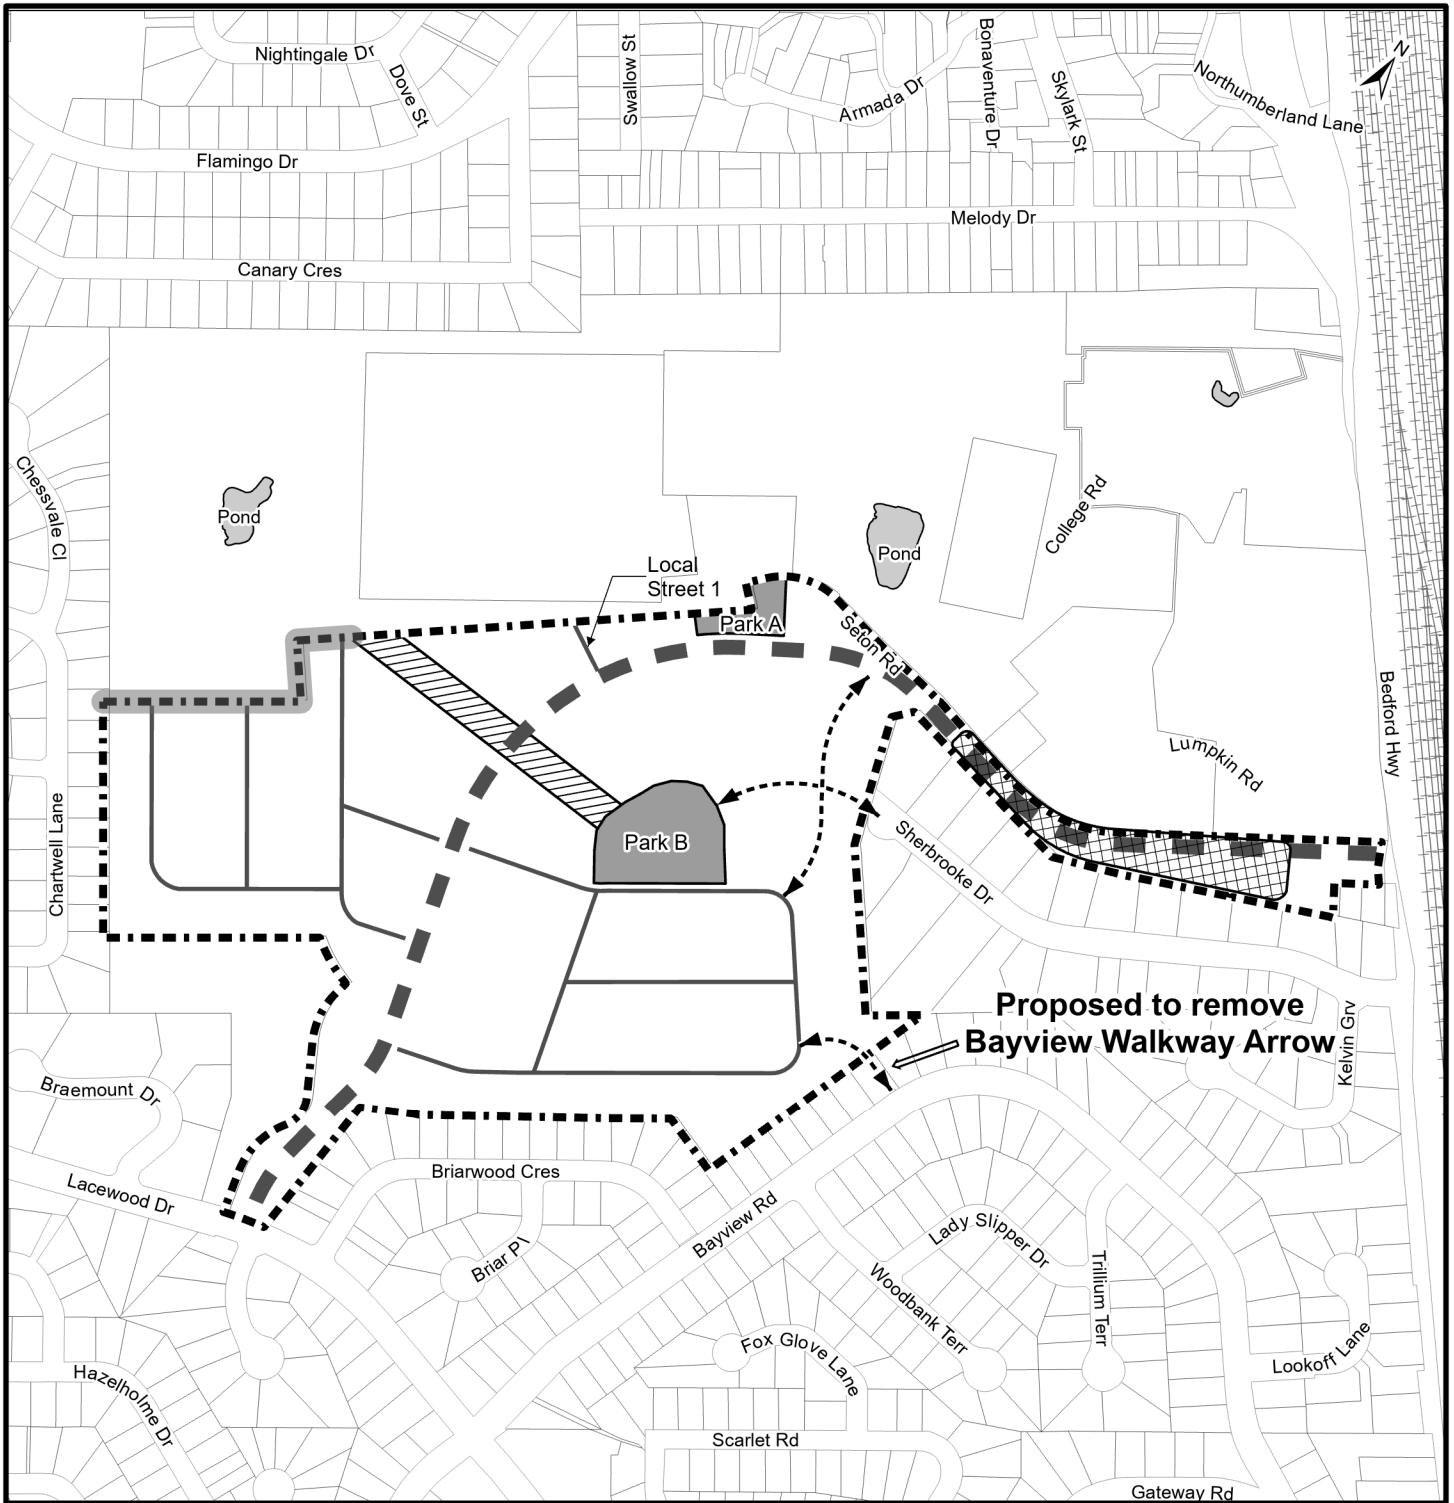 Nightingale Dr
Dove St
Swallow St
Armada Dr
Bonaventure Dr
Skylark St
Northumberland Lane
N
Flamingo Dr
Melody Dr
Canary Cres
Chessvale Cl
Pond
Pond
College Rd
Local
Street 1
Park A
Seton Rd
Bedford Hwy
Lumpkin Rd
Chartwell Lane
Park B
Sherbrooke Dr
Proposed to remove
Bayview Walkway Arrow
Kelvin Grv
Braemount Dr
Lacewood Dr
Briarwood Cres
Briar Pl
Bayview Rd
Lady Slipper Dr
Woodbank Terr
Trillium Terr
Fox Glove Lane
Lookoff Lane
Hazelholme Dr
Scarlet Rd
Gateway Rd